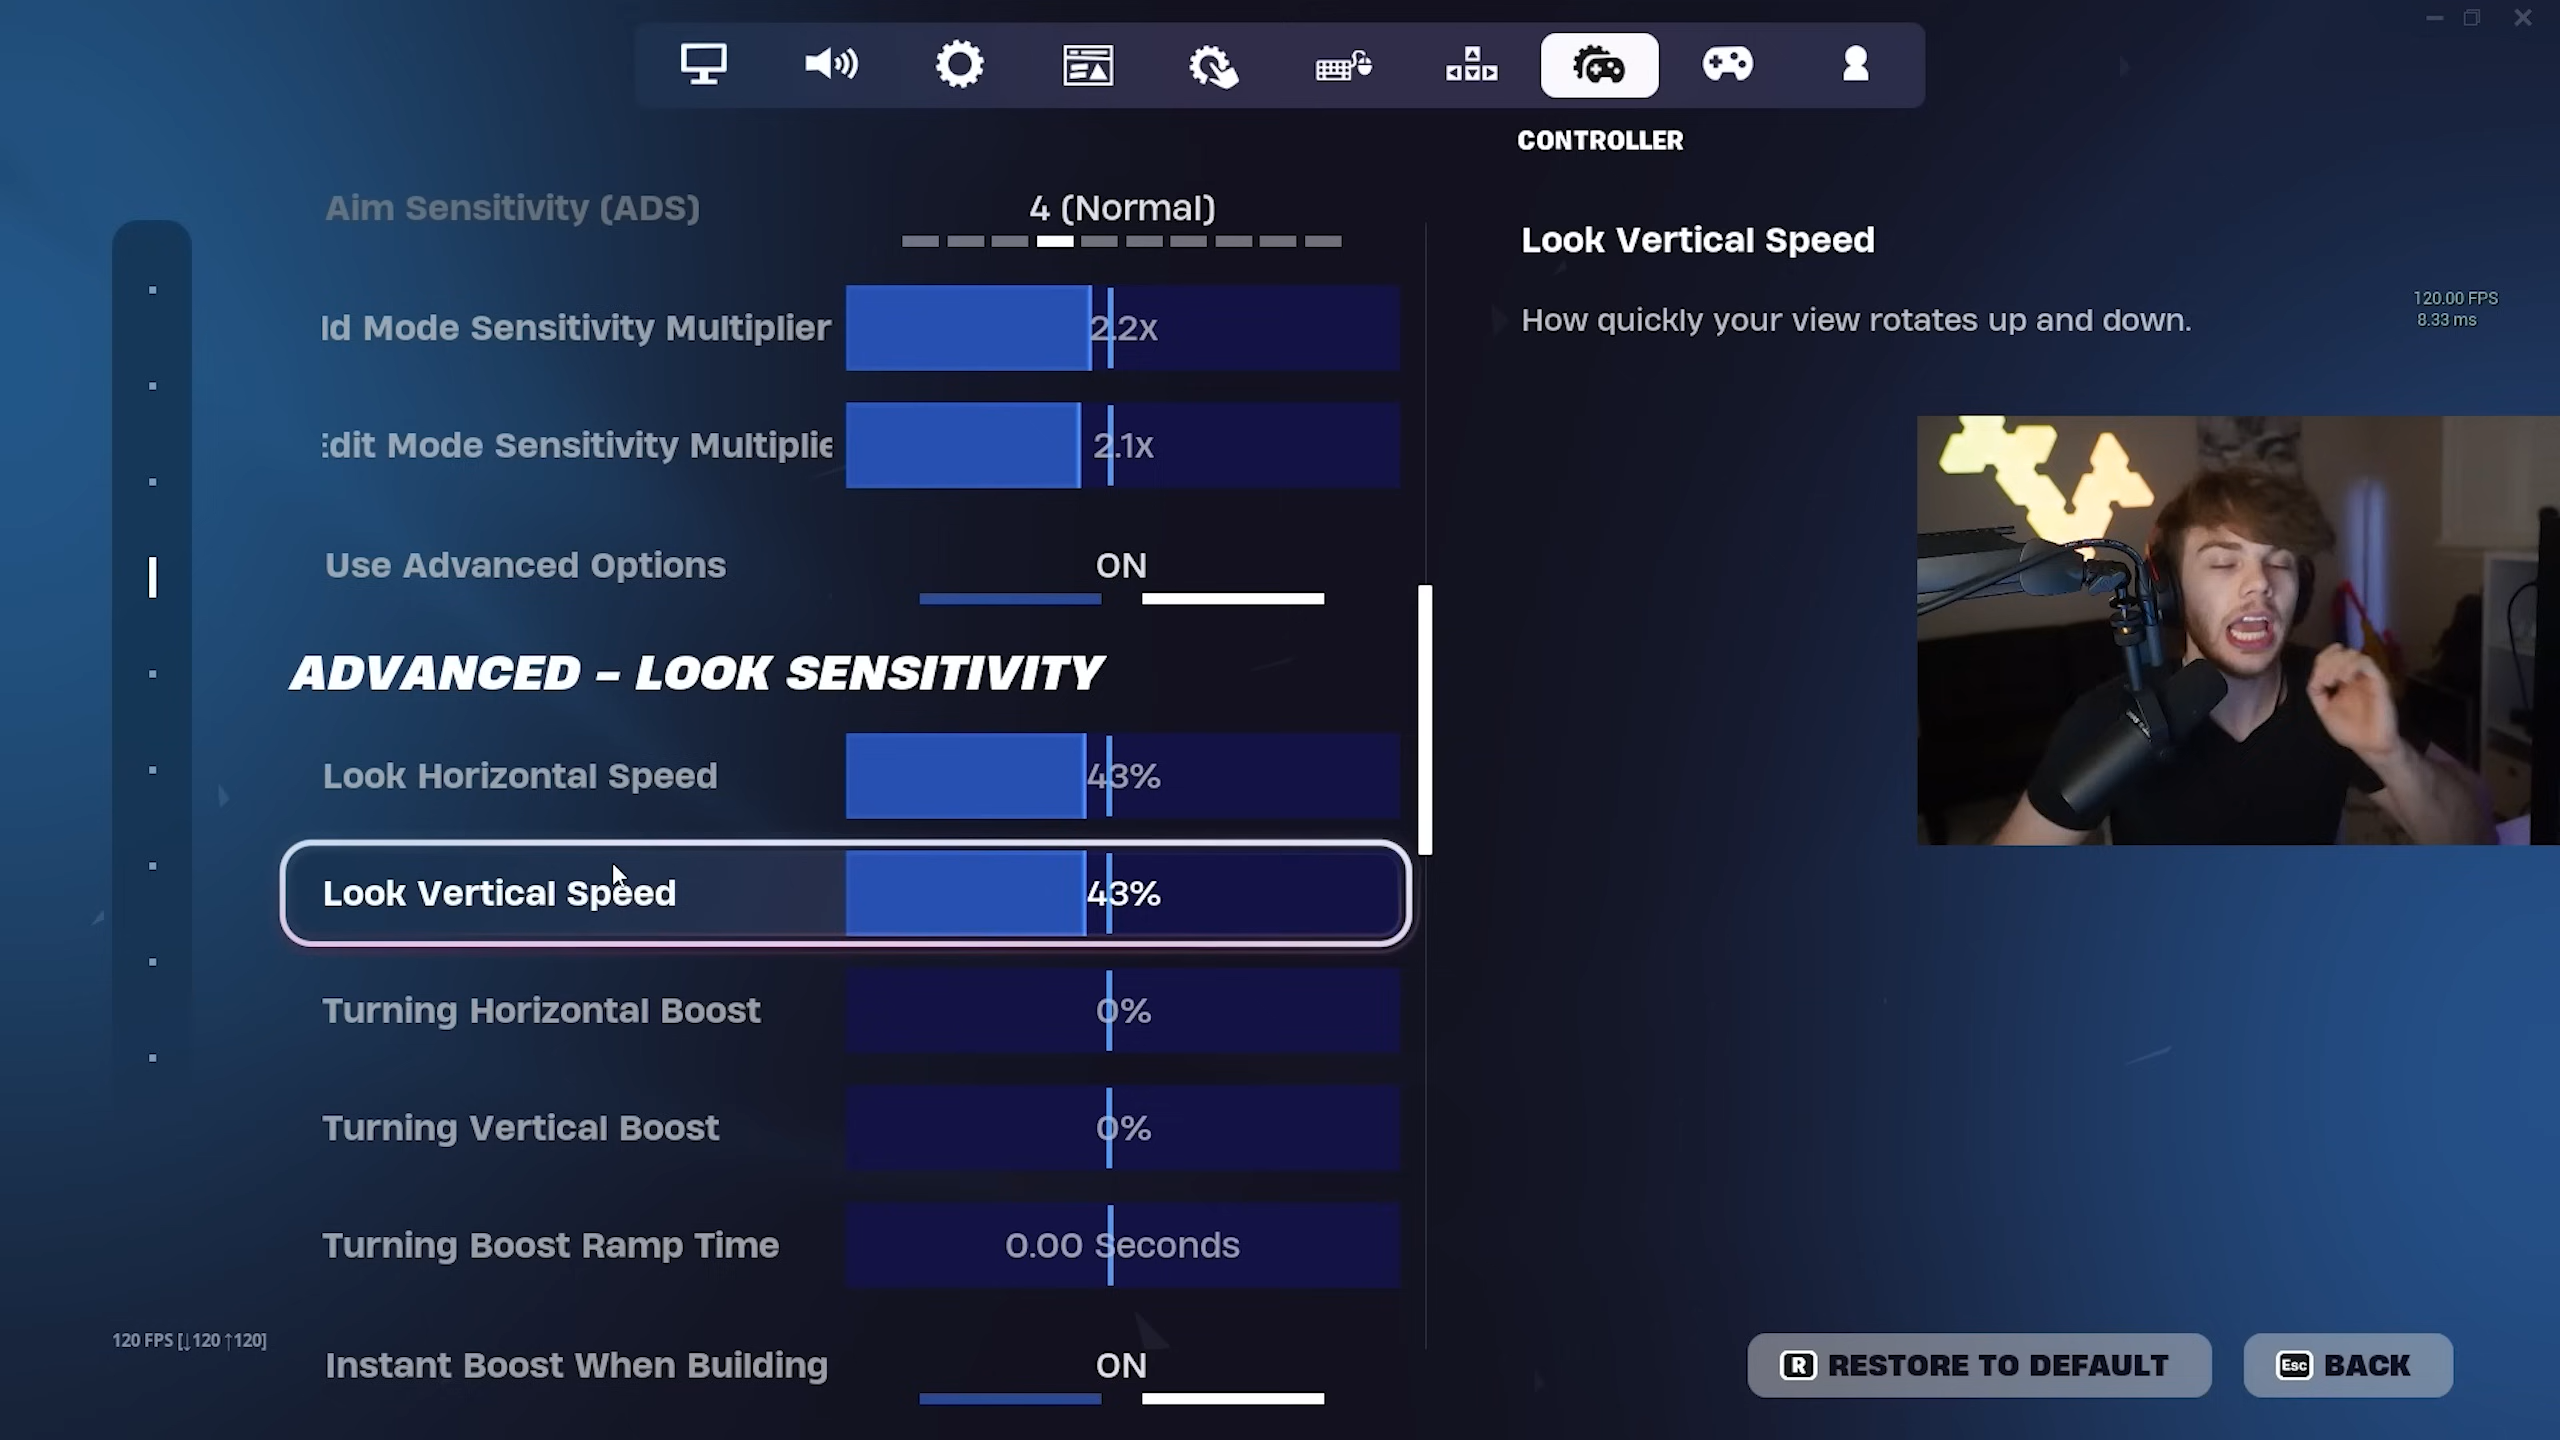 CONTROLLER
Aim Sensitivity (ADS)
4 (Normal)
ld Mode Sensitivity Multiplier
2.2x
Edit Mode Sensitivity Multiplie
2.1x
Use Advanced Options
ON
ADVANCED – LOOK SENSITIVITY
Look Horizontal Speed
43%
Look Vertical Speed
43%
Turning Horizontal Boost
0%
Turning Vertical Boost
0%
Turning Boost Ramp Time
0.00 Seconds
Instant Boost When Building
ON
Look Vertical Speed
How quickly your view rotates up and down.
120.00 FPS
8.33 ms
120 FPS [↓120 ↑120]
R RESTORE TO DEFAULT
Esc BACK